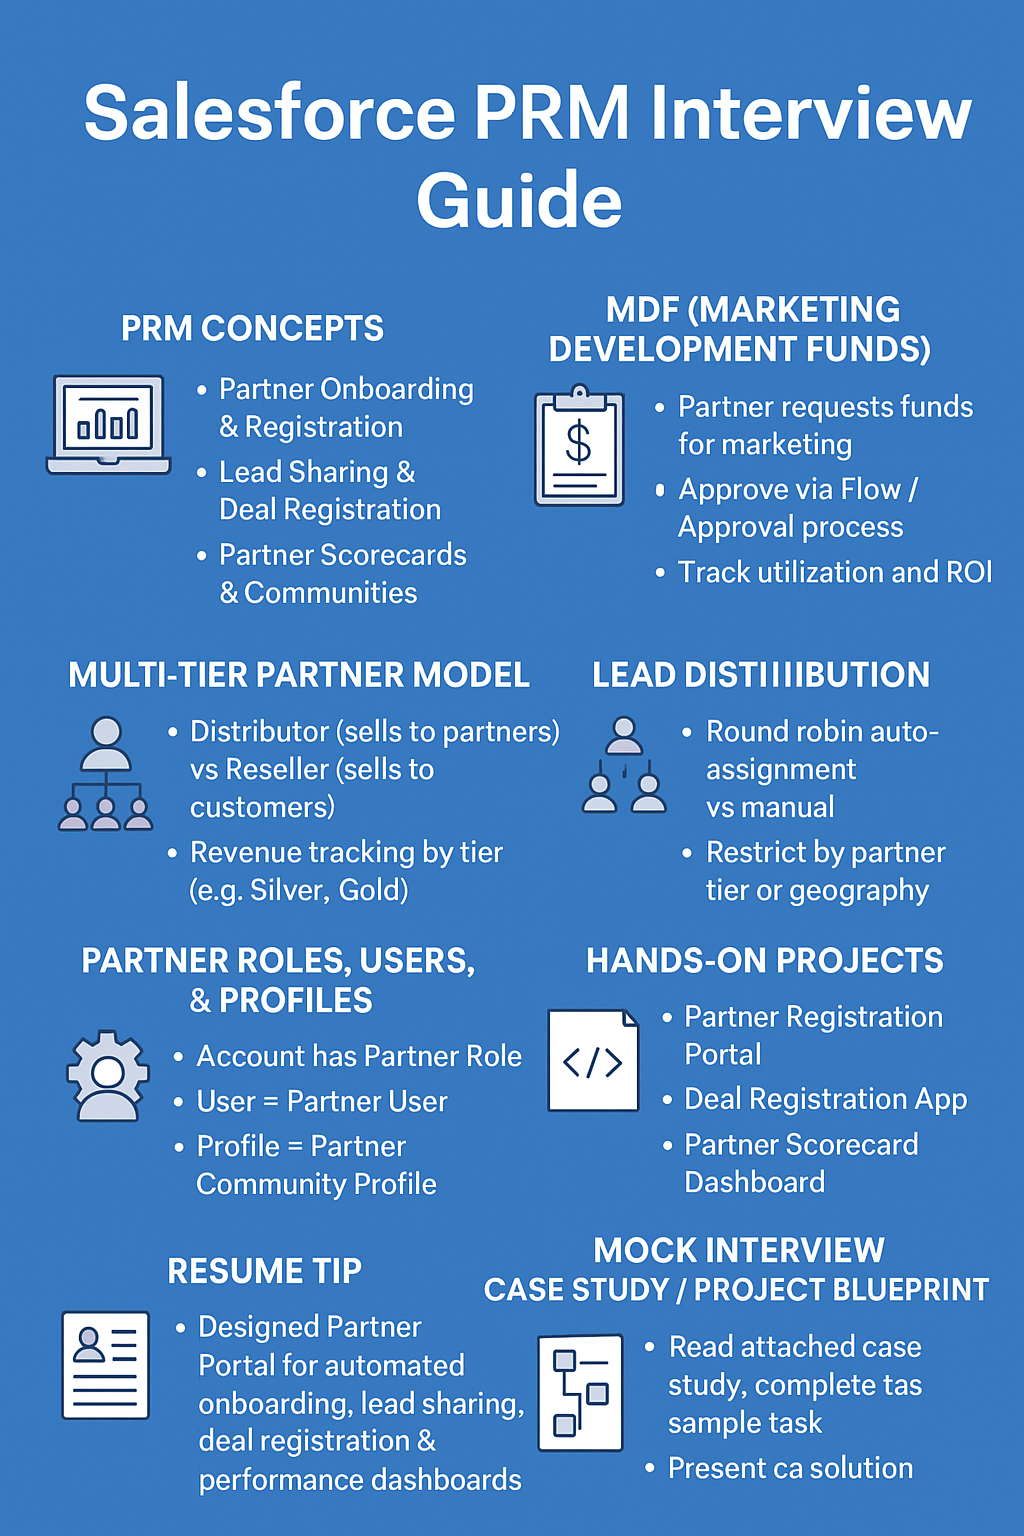 Salesforce PRM Interview
Guide
PRM CONCEPTS
• Partner Onboarding
& Registration
• Lead Sharing &
Deal Registration
• Partner Scorecards
& Communities
MDF (MARKETING
DEVELOPMENT FUNDS)
$
• Partner requests funds
for marketing
• Approve via Flow /
Approval process
• Track utilization and ROI
MULTI-TIER PARTNER MODEL
• Distributor (sells to partners)
vs Reseller (sells to
customers)
• Revenue tracking by tier
(e.g. Silver, Gold)
LEAD DISTIIIIBUTION
• Round robin auto-
assignment
vs manual
• Restrict by partner
tier or geography
PARTNER ROLES, USERS,
& PROFILES
• Account has Partner Role
• User = Partner User
• Profile = Partner
Community Profile
HANDS-ON PROJECTS
</>
• Partner Registration
Portal
• Deal Registration App
• Partner Scorecard
Dashboard
RESUME TIP
• Designed Partner
Portal for automated
onboarding, lead sharing,
deal registration &
performance dashboards
MOCK INTERVIEW
CASE STUDY / PROJECT BLUEPRINT
• Read attached case
study, complete tas
sample task
• Present ca solution